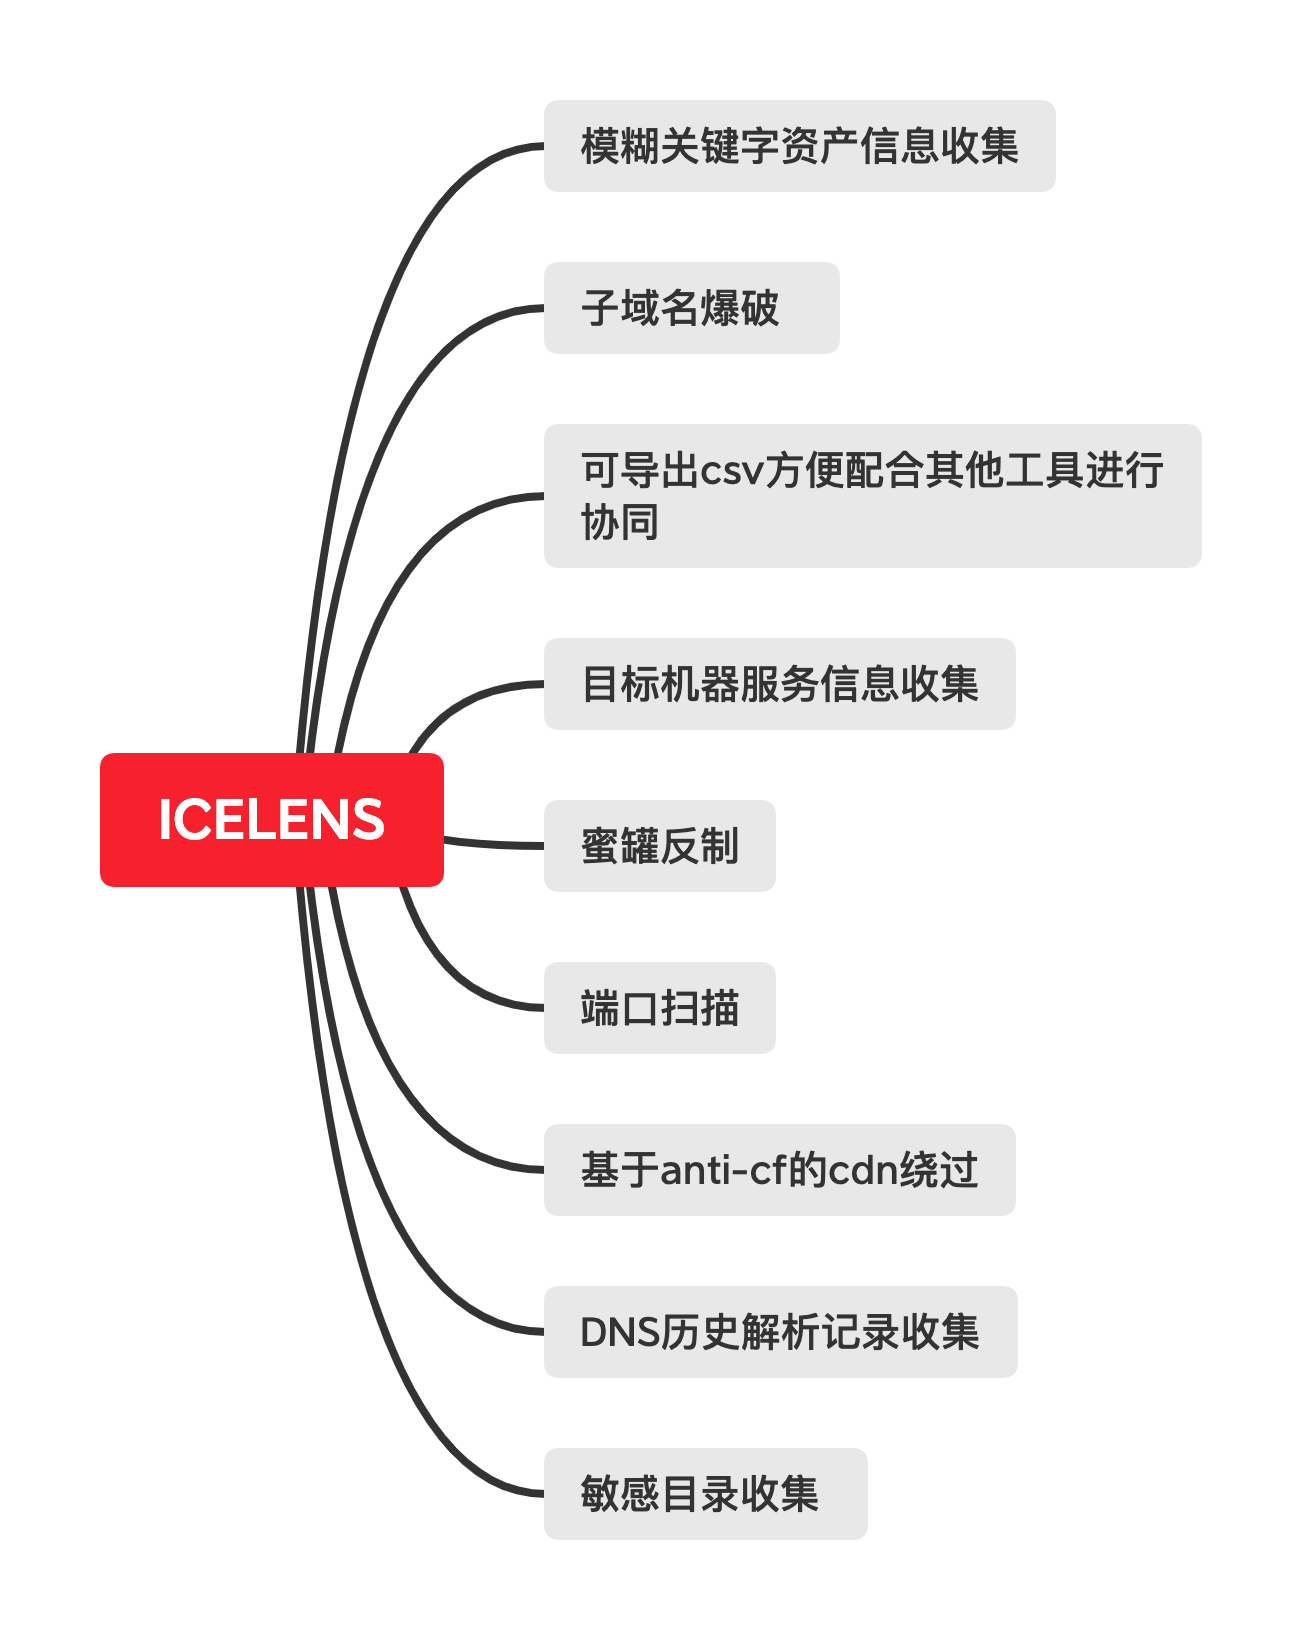 模糊关键字资产信息收集
子域名爆破
可导出csv方便配合其他工具进行
协同
目标机器服务信息收集
ICELENS
蜜罐反制
端口扫描
基于anti-cf的cdn绕过
DNS历史解析记录收集
敏感目录收集